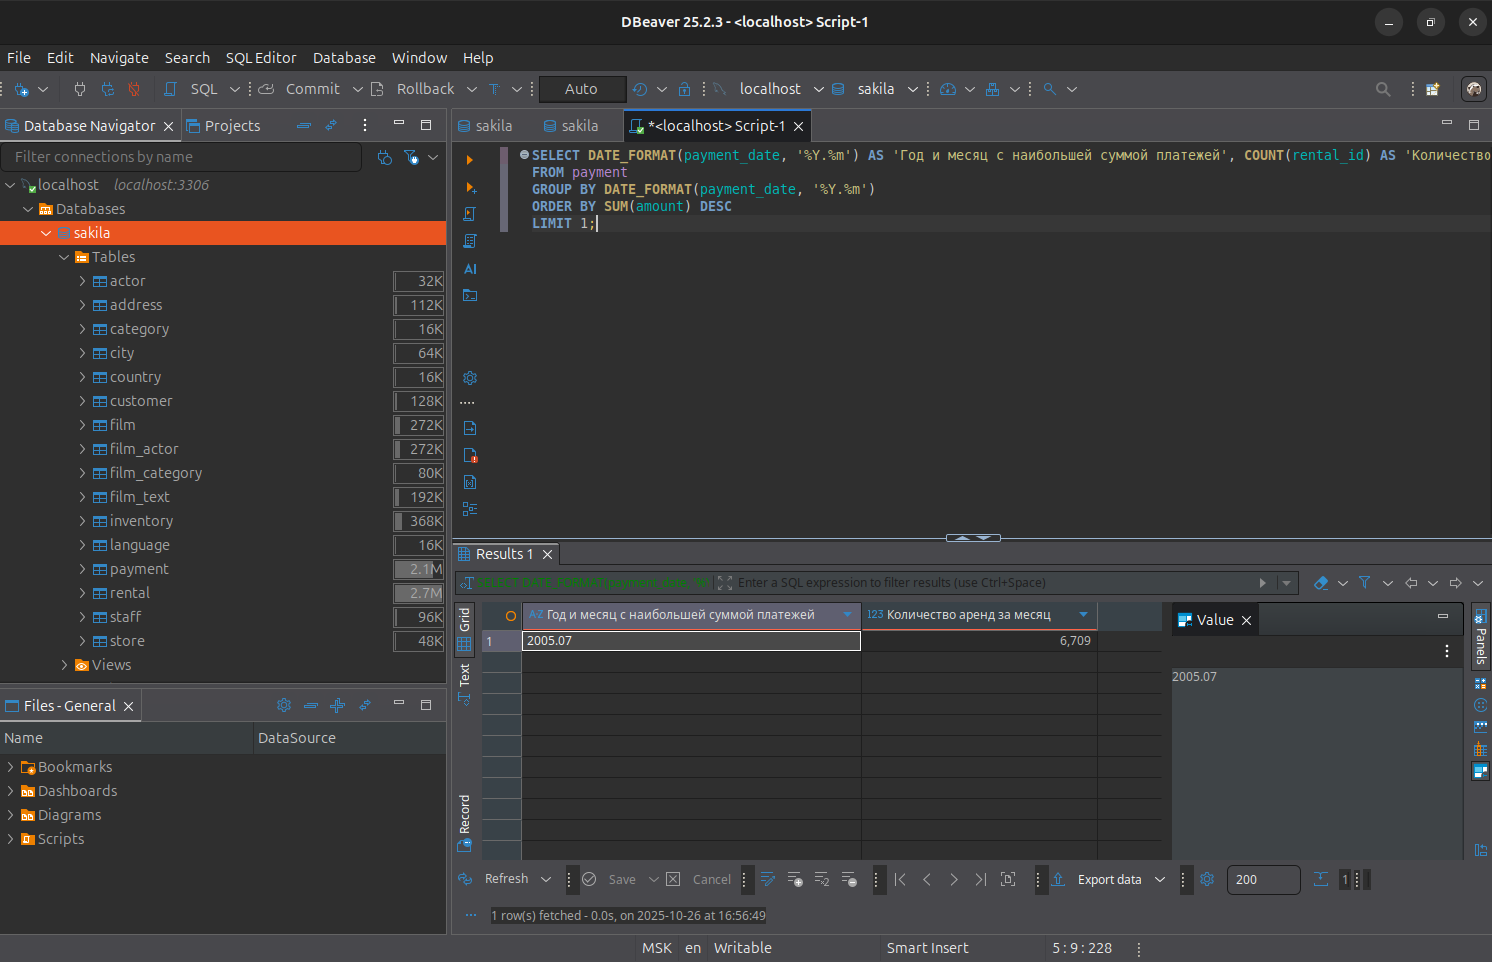 DBeaver 25.2.3 - <localhost> Script-1
File Edit Navigate Search SQL Editor Database Window Help
SQL Commit Rollback T Auto localhost sakila
Database Navigator Projects
Filter connections by name
localhost localhost:3306
Databases
sakila
Tables
actor 32K
address 112K
category 16K
city 64K
country 16K
customer 128K
film 272K
film_actor 272K
film_category 80K
film_text 192K
inventory 368K
language 16K
payment 2.1M
rental 2.7M
staff 96K
store 48K
Views
Files - General
Name DataSource
Bookmarks
Dashboards
Diagrams
Scripts
sakila sakila *<localhost> Script-1
SELECT DATE_FORMAT(payment_date, '%Y.%m') AS 'Год и месяц с наибольшей суммой платежей', COUNT(rental_id) AS 'Количество
FROM payment
GROUP BY DATE_FORMAT(payment_date, '%Y.%m')
ORDER BY SUM(amount) DESC
LIMIT 1;
AI
Results 1
SELECT DATE_FORMAT(payment_date, '%Y Enter a SQL expression to filter results (use Ctrl+Space)
Grid
Text
Record
A-Z Год и месяц с наибольшей суммой платежей 123 Количество аренд за месяц
1 2005.07 6,709
Value
2005.07
Panels
Refresh Save Cancel Export data 200 1
1 row(s) fetched - 0.0s, on 2025-10-26 at 16:56:49
MSK en Writable Smart Insert 5 : 9 : 228